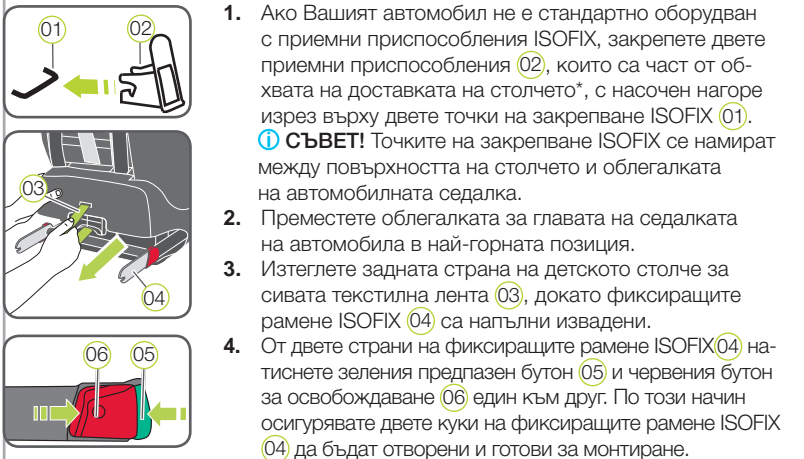 01
02
03
04
06
05
1. Ако Вашият автомобил не е стандартно оборудван
с приемни приспособления ISOFIX, закрепете двете
приемни приспособления 02, които са част от об-
хвата на доставката на столчето*, с насочен нагоре
изрез върху двете точки на закрепване ISOFIX 01.
СЪВЕТ! Точките на закрепване ISOFIX се намират
между повърхността на столчето и облегалката
на автомобилната седалка.
2. Преместете облегалката за главата на седалката
на автомобила в най-горната позиция.
3. Изтеглете задната страна на детското столче за
сивата текстилна лента 03, докато фиксиращите
рамене ISOFIX 04 са напълни извадени.
4. От двете страни на фиксиращите рамене ISOFIX04 на-
тиснете зеления предпазен бутон 05 и червения бутон
за освобождаване 06 един към друг. По този начин
осигурявате двете куки на фиксиращите рамене ISOFIX
04 да бъдат отворени и готови за монтиране.